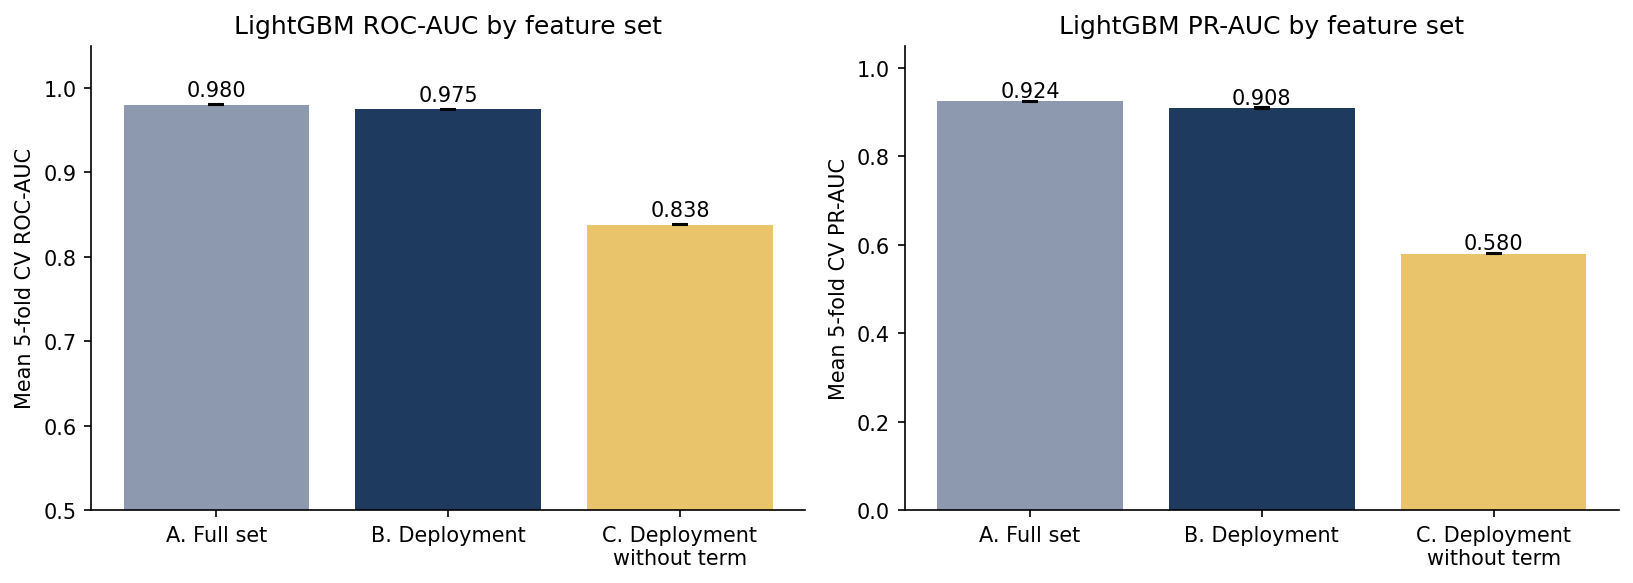 LightGBM ROC-AUC by feature set
Mean 5-fold CV ROC-AUC
1.0
0.9
0.8
0.7
0.6
0.5
0.980
0.975
0.838
A. Full set
B. Deployment
C. Deployment
without term
LightGBM PR-AUC by feature set
Mean 5-fold CV PR-AUC
1.0
0.8
0.6
0.4
0.2
0.0
0.924
0.908
0.580
A. Full set
B. Deployment
C. Deployment
without term